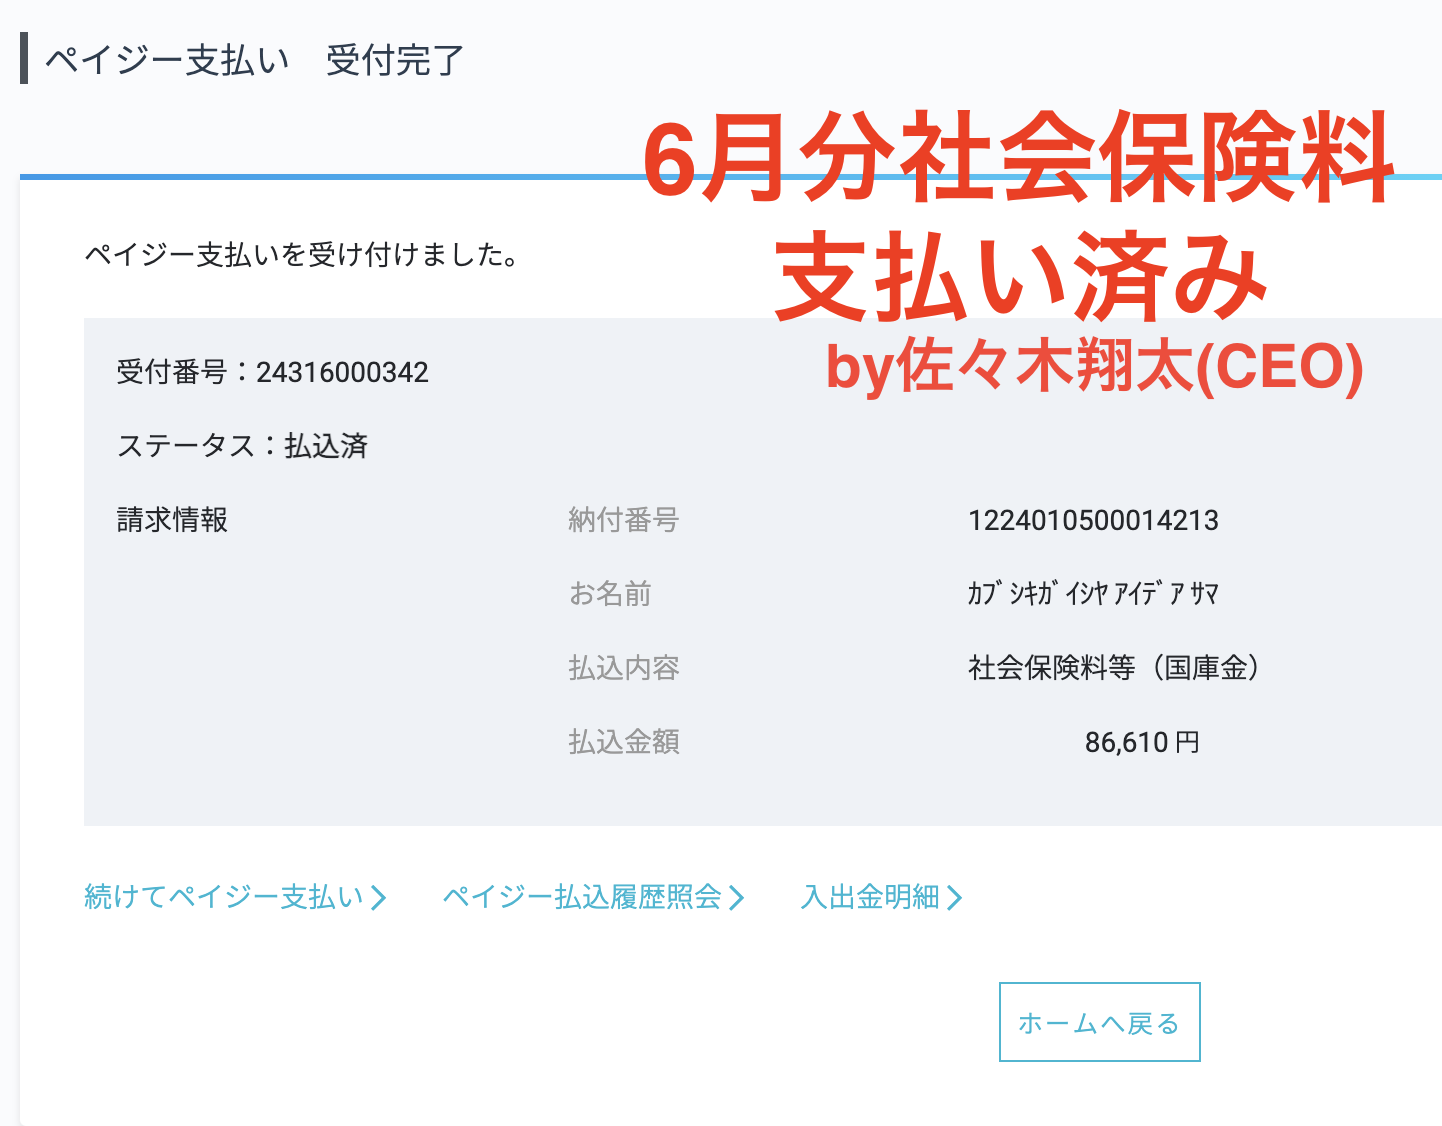 ペイジー支払い　受付完了
6月分社会保険料
支払い済み
by佐々木翔太(CEO)
ペイジー支払いを受け付けました。
受付番号：24316000342
ステータス：払込済
請求情報 納付番号 1224010500014213
お名前 ｶﾌﾞｼｷｶﾞｲｼﾔ ｱｲﾃﾞｱ ｻﾏ
払込内容 社会保険料等（国庫金）
払込金額 86,610 円
続けてペイジー支払い ペイジー払込履歴照会 入出金明細
ホームへ戻る